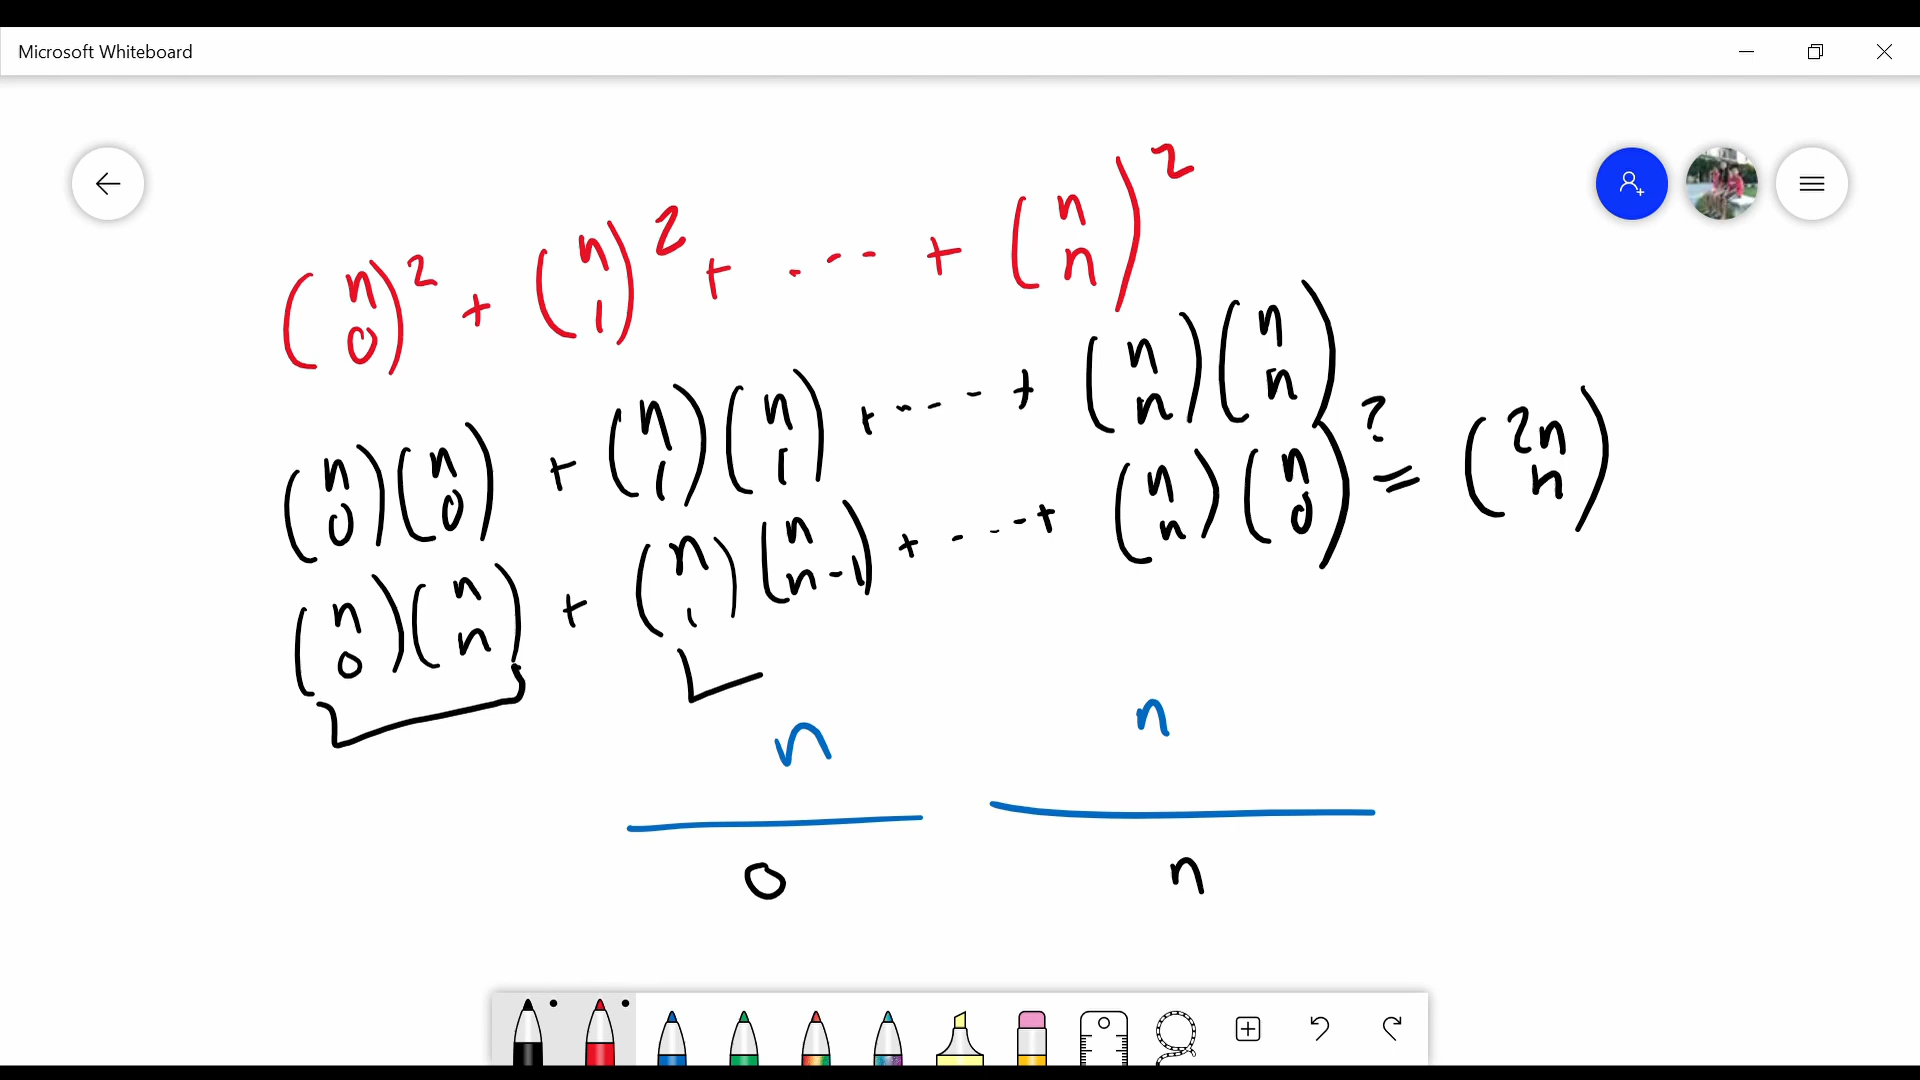 Microsoft Whiteboard
(n 0)² + (n 1)² + ... + (n n)²
(n 0)(n 0) + (n 1)(n 1) + .... + (n n)(n n)
(n 0)(n n) + (n 1)(n n-1) + .... + (n n)(n 0) ?= (2n n)
n n
0 n